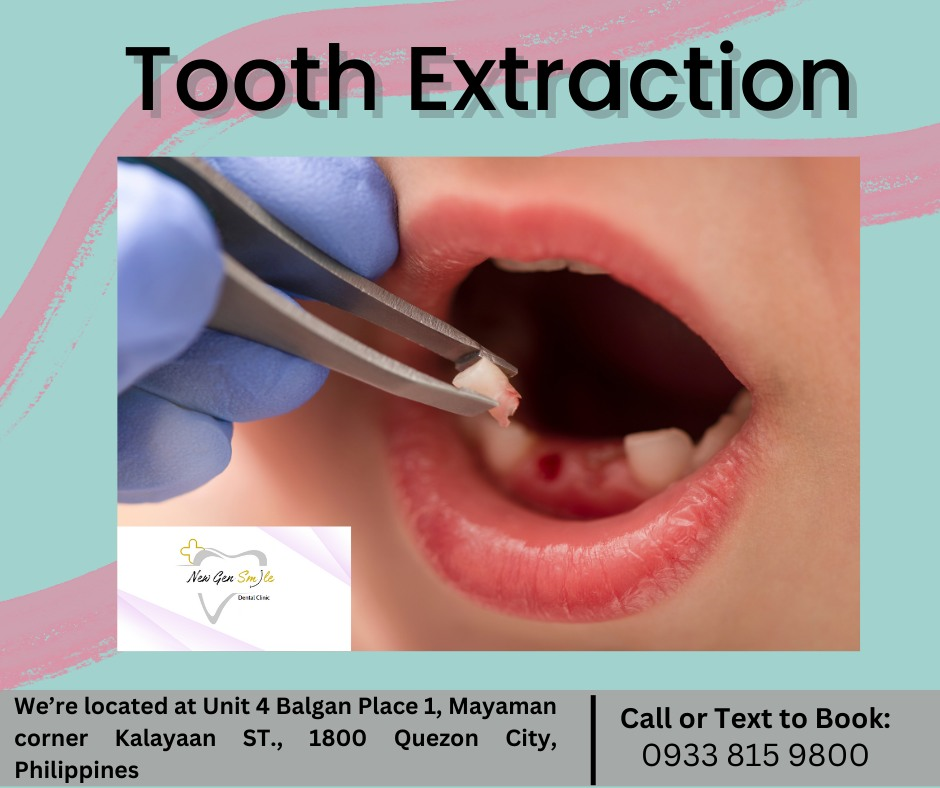 Tooth Extraction
New Gen Smile
Dental Clinic
We’re located at Unit 4 Balgan Place 1, Mayaman
corner Kalayaan ST., 1800 Quezon City,
Philippines
Call or Text to Book:
0933 815 9800